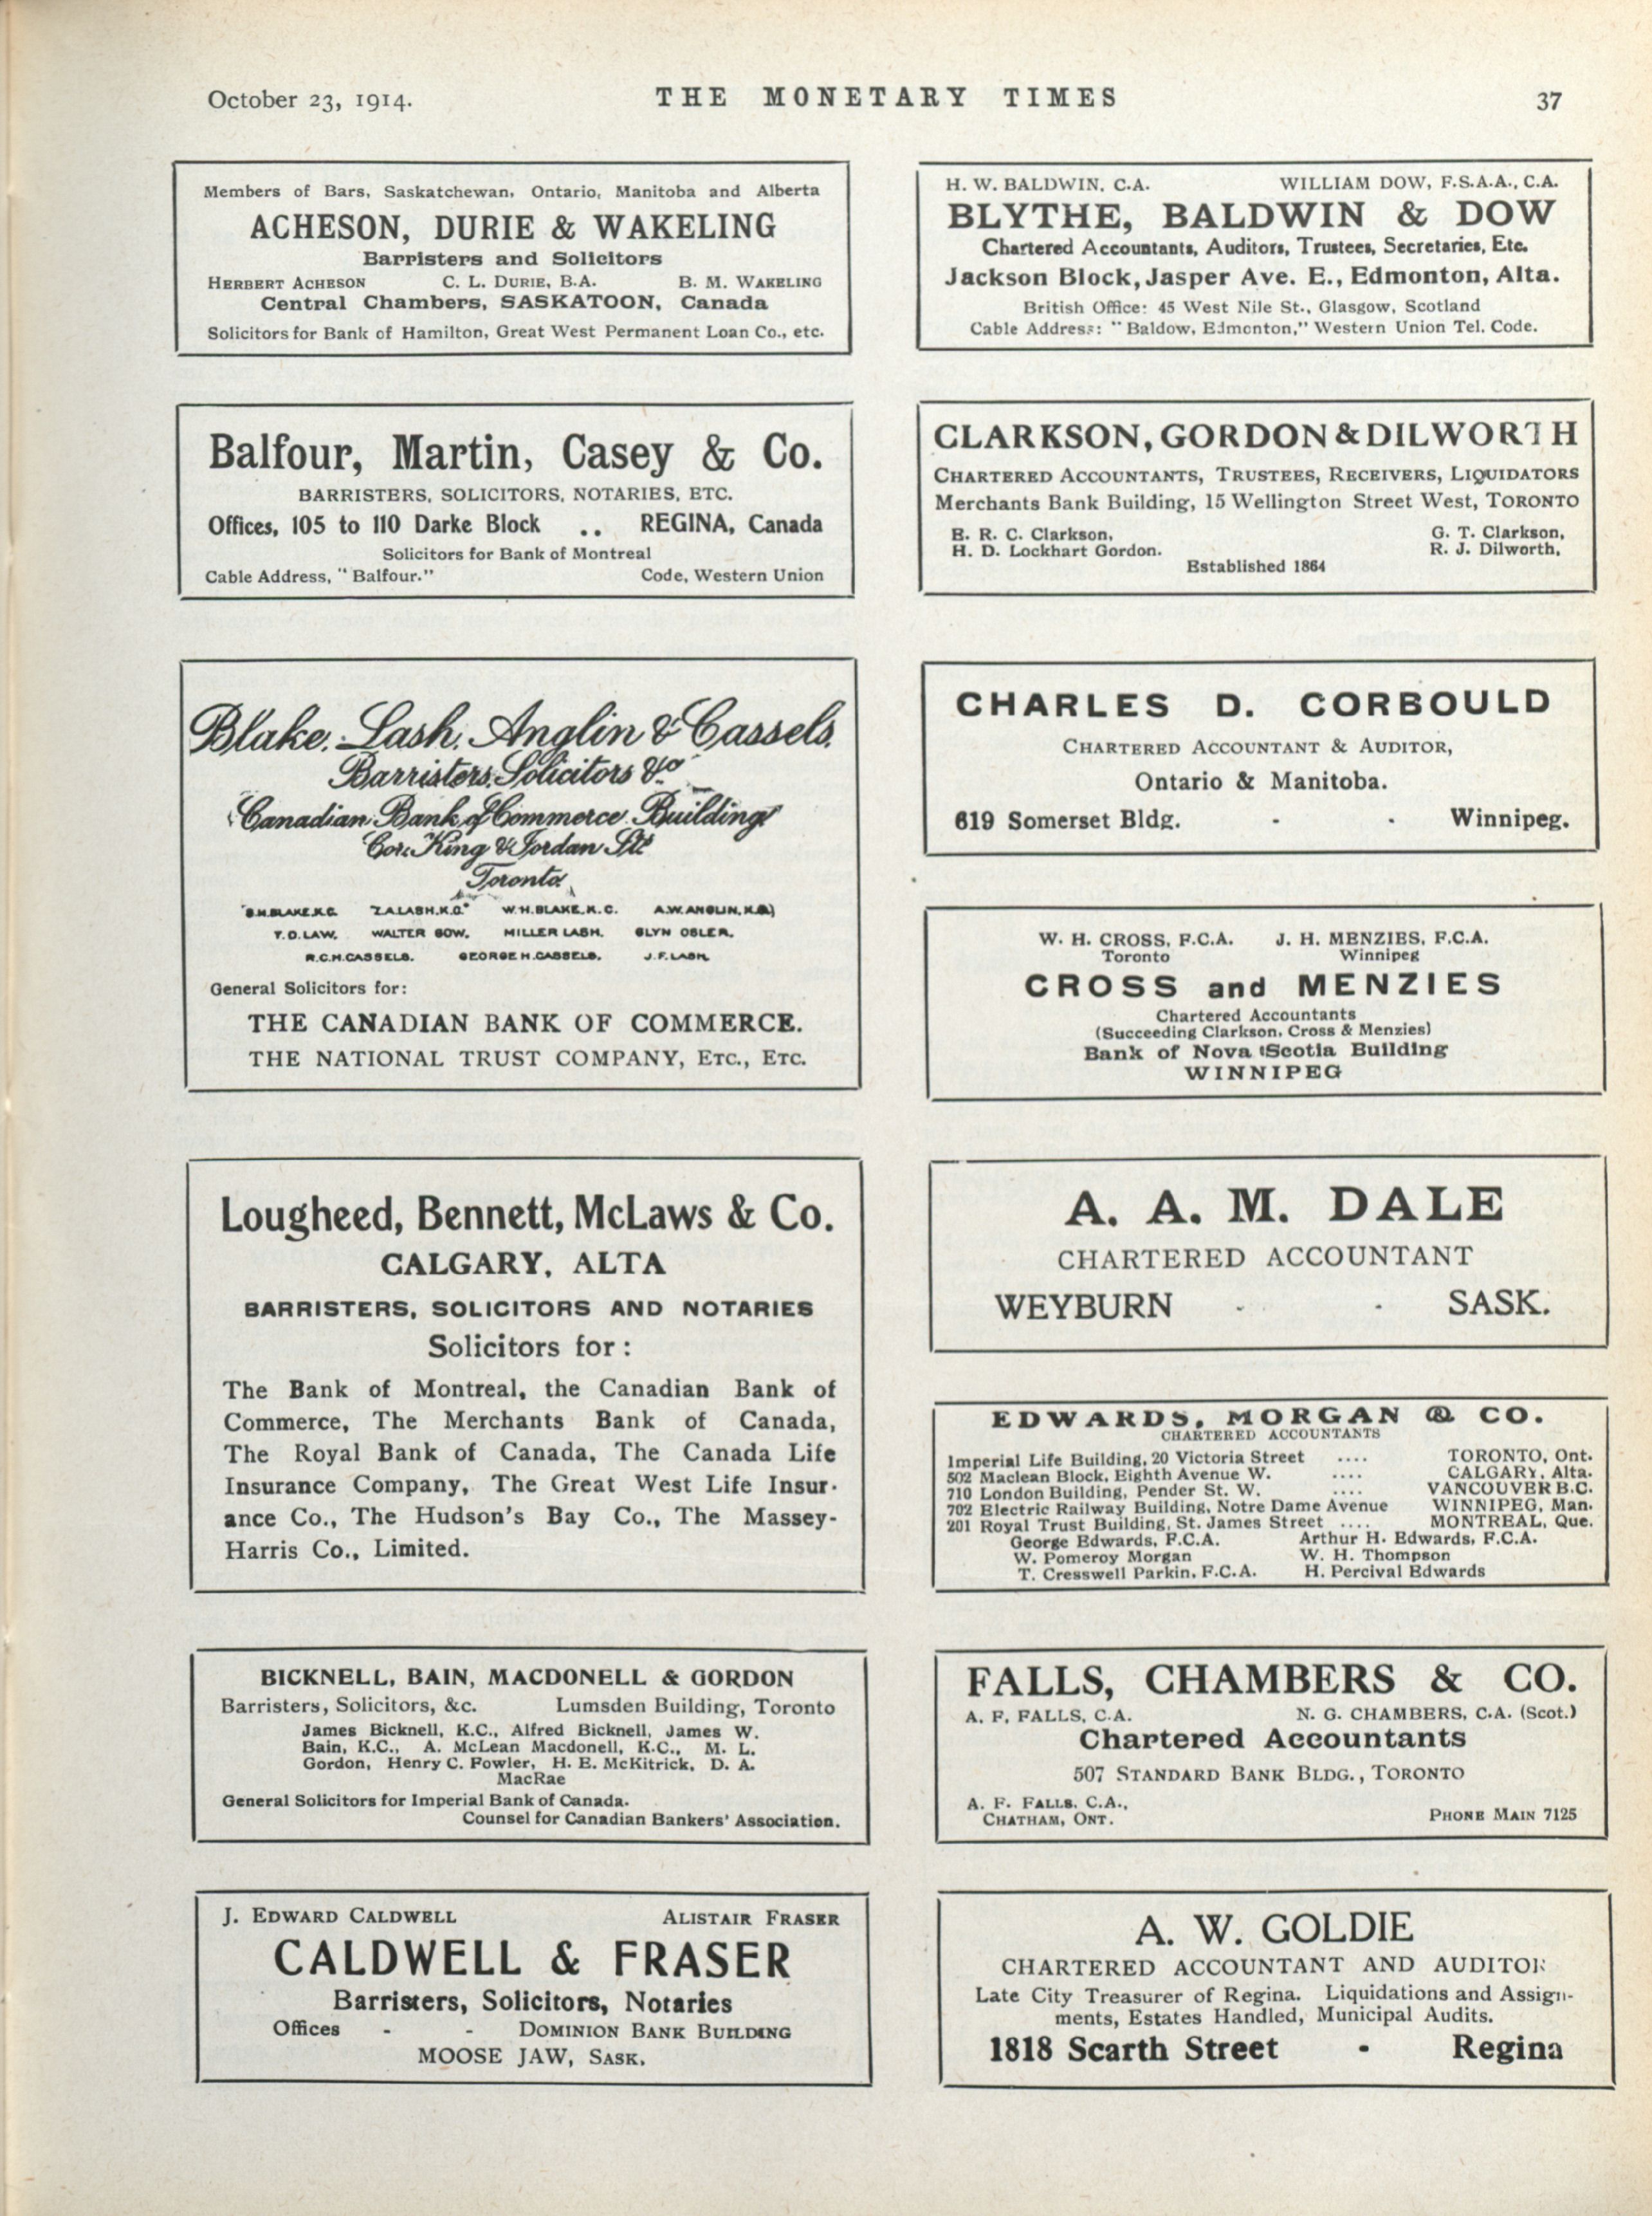 October 23, 1914.
THE MONETARY TIMES
37
Members of Bars, Saskatchewan, Ontario, Manitoba and Alberta
ACHESON, DURIE & WAKELING
Barristers and Solicitors
HERBERT ACHESON C. L. DURIE, B.A. B. M. WAKELING
Central Chambers, SASKATOON, Canada
Solicitors for Bank of Hamilton, Great West Permanent Loan Co., etc.
Balfour, Martin, Casey & Co.
BARRISTERS, SOLICITORS, NOTARIES, ETC.
Offices, 105 to 110 Darke Block .. REGINA, Canada
Solicitors for Bank of Montreal
Cable Address, "Balfour." Code, Western Union
Blake, Lash, Anglin & Cassels,
Barristers, Solicitors &c
Canadian Bank of Commerce Building
Cor. King & Jordan Sts
Toronto
S.H.BLAKE,K.C. Z.A.LASH,K.C. W.H.BLAKE,K.C. A.W.ANGLIN,K.C.
T.D.LAW, WALTER GOW, MILLER LASH, GLYN OSLER,
R.C.H.CASSELS, GEORGE H.CASSELS, J.F.LASH,
General Solicitors for:
THE CANADIAN BANK OF COMMERCE.
THE NATIONAL TRUST COMPANY, ETC., ETC.
Lougheed, Bennett, McLaws & Co.
CALGARY, ALTA
BARRISTERS, SOLICITORS AND NOTARIES
Solicitors for:
The Bank of Montreal, the Canadian Bank of
Commerce, The Merchants Bank of Canada,
The Royal Bank of Canada, The Canada Life
Insurance Company, The Great West Life Insur-
ance Co., The Hudson's Bay Co., The Massey-
Harris Co., Limited.
BICKNELL, BAIN, MACDONELL & GORDON
Barristers, Solicitors, &c. Lumsden Building, Toronto
James Bicknell, K.C., Alfred Bicknell, James W.
Bain, K.C., A. McLean Macdonell, K.C., M. L.
Gordon, Henry C. Fowler, H. E. McKitrick, D. A.
MacRae
General Solicitors for Imperial Bank of Canada.
Counsel for Canadian Bankers' Association.
J. EDWARD CALDWELL ALISTAIR FRASER
CALDWELL & FRASER
Barristers, Solicitors, Notaries
Offices - - DOMINION BANK BUILDING
MOOSE JAW, SASK.
H. W. BALDWIN, C.A. WILLIAM DOW, F.S.A.A., C.A.
BLYTHE, BALDWIN & DOW
Chartered Accountants, Auditors, Trustees, Secretaries, Etc.
Jackson Block, Jasper Ave. E., Edmonton, Alta.
British Office: 45 West Nile St., Glasgow, Scotland
Cable Address: "Baldow, Edmonton," Western Union Tel. Code.
CLARKSON, GORDON & DILWORTH
CHARTERED ACCOUNTANTS, TRUSTEES, RECEIVERS, LIQUIDATORS
Merchants Bank Building, 15 Wellington Street West, TORONTO
E. R. C. Clarkson, G. T. Clarkson,
H. D. Lockhart Gordon. R. J. Dilworth,
Established 1864
CHARLES D. CORBOULD
CHARTERED ACCOUNTANT & AUDITOR,
Ontario & Manitoba.
619 Somerset Bldg. - - Winnipeg.
W. H. CROSS, F.C.A. J. H. MENZIES, F.C.A.
Toronto Winnipeg
CROSS and MENZIES
Chartered Accountants
(Succeeding Clarkson, Cross & Menzies)
Bank of Nova Scotia Building
WINNIPEG
A. A. M. DALE
CHARTERED ACCOUNTANT
WEYBURN - - SASK.
EDWARDS, MORGAN & CO.
CHARTERED ACCOUNTANTS
Imperial Life Building, 20 Victoria Street .... TORONTO, Ont.
502 Maclean Block, Eighth Avenue W. .... CALGARY, Alta.
710 London Building, Pender St. W. .... VANCOUVER B.C.
702 Electric Railway Building, Notre Dame Avenue WINNIPEG, Man.
201 Royal Trust Building, St. James Street .... MONTREAL, Que.
George Edwards, F.C.A. Arthur H. Edwards, F.C.A.
W. Pomeroy Morgan W. H. Thompson
T. Cresswell Parkin, F.C.A. H. Percival Edwards
FALLS, CHAMBERS & CO.
A. F. FALLS, C.A. N. G. CHAMBERS, C.A. (Scot.)
Chartered Accountants
507 STANDARD BANK BLDG., TORONTO
A. F. FALLS, C.A.,
CHATHAM, ONT. PHONE MAIN 7125
A. W. GOLDIE
CHARTERED ACCOUNTANT AND AUDITOR
Late City Treasurer of Regina. Liquidations and Assign-
ments, Estates Handled, Municipal Audits.
1818 Scarth Street - Regina